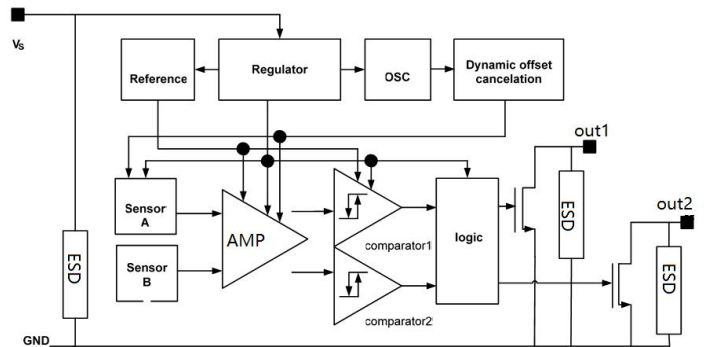 Vs
Reference
Regulator
OSC
Dynamic offset
cancelation
out1
out2
Sensor
A
AMP
comparator1
logic
ESD
ESD
ESD
Sensor
B
comparator2
GND